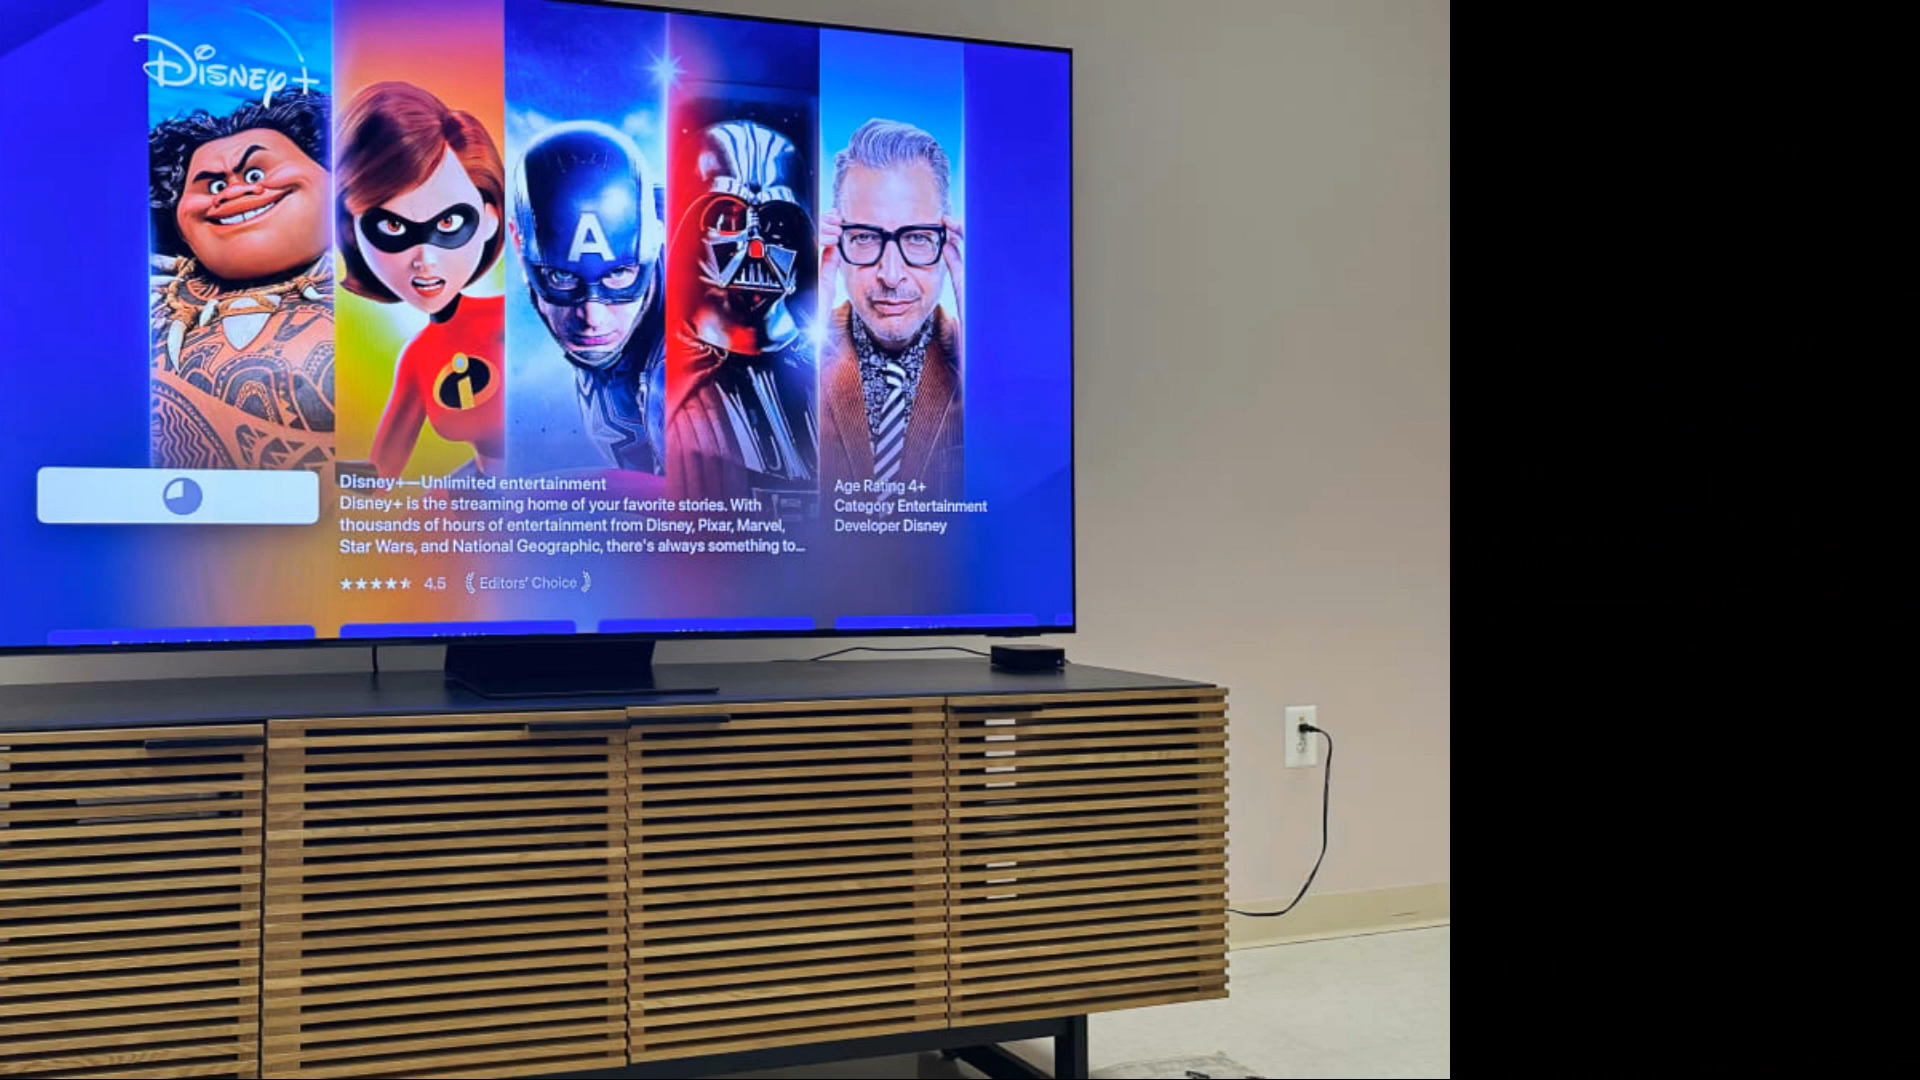 Disney+
A
Disney+—Unlimited entertainment
Disney+ is the streaming home of your favorite stories. With
thousands of hours of entertainment from Disney, Pixar, Marvel,
Star Wars, and National Geographic, there's always something to...
4.5 Editors' Choice
Age Rating 4+
Category Entertainment
Developer Disney